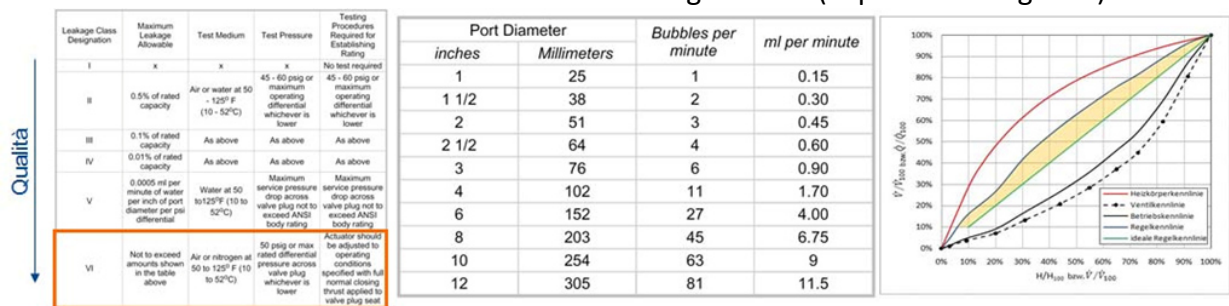 Qualità
Leakage Class Designation | Maximum Leakage Allowable | Test Medium | Test Pressure | Testing Procedures Required for Establishing Rating
I | x | x | x | No test required
II | 0.5% of rated capacity | Air or water at 50 - 125⁰ F (10 - 52⁰C) | 45 - 60 psig or maximum operating differential whichever is lower | 45 - 60 psig or maximum operating differential whichever is lower
III | 0.1% of rated capacity | As above | As above | As above
IV | 0.01% of rated capacity | As above | As above | As above
V | 0.0005 ml per minute of water per inch of port diameter per psi differential | Water at 50 to125⁰F (10 to 52⁰C) | Maximum service pressure drop across valve plug not to exceed ANSI body rating | Maximum service pressure drop across valve plug not to exceed ANSI body rating
VI | Not to exceed amounts shown in the table above | Air or nitrogen at 50 to 125⁰ F (10 to 52⁰C) | 50 psig or max rated differential pressure across valve plug whichever is lower | Actuator should be adjusted to operating conditions specified with full normal closing thrust applied to valve plug seat
Port Diameter | Bubbles per minute | ml per minute
inches | Millimeters
1 | 25 | 1 | 0.15
1 1/2 | 38 | 2 | 0.30
2 | 51 | 3 | 0.45
2 1/2 | 64 | 4 | 0.60
3 | 76 | 6 | 0.90
4 | 102 | 11 | 1.70
6 | 152 | 27 | 4.00
8 | 203 | 45 | 6.75
10 | 254 | 63 | 9
12 | 305 | 81 | 11.5
V̇/V̇₁₀₀ bzw. Q̇/Q̇₁₀₀
100%
90%
80%
70%
60%
50%
40%
30%
20%
10%
0%
Heizkörperkennlinie
Ventilkennlinie
Betriebskennlinie
Regelkennlinie
ideale Regelkennlinie
0% 10% 20% 30% 40% 50% 60% 70% 80% 90% 100%
H/H₁₀₀ bzw. V̇/V̇₁₀₀